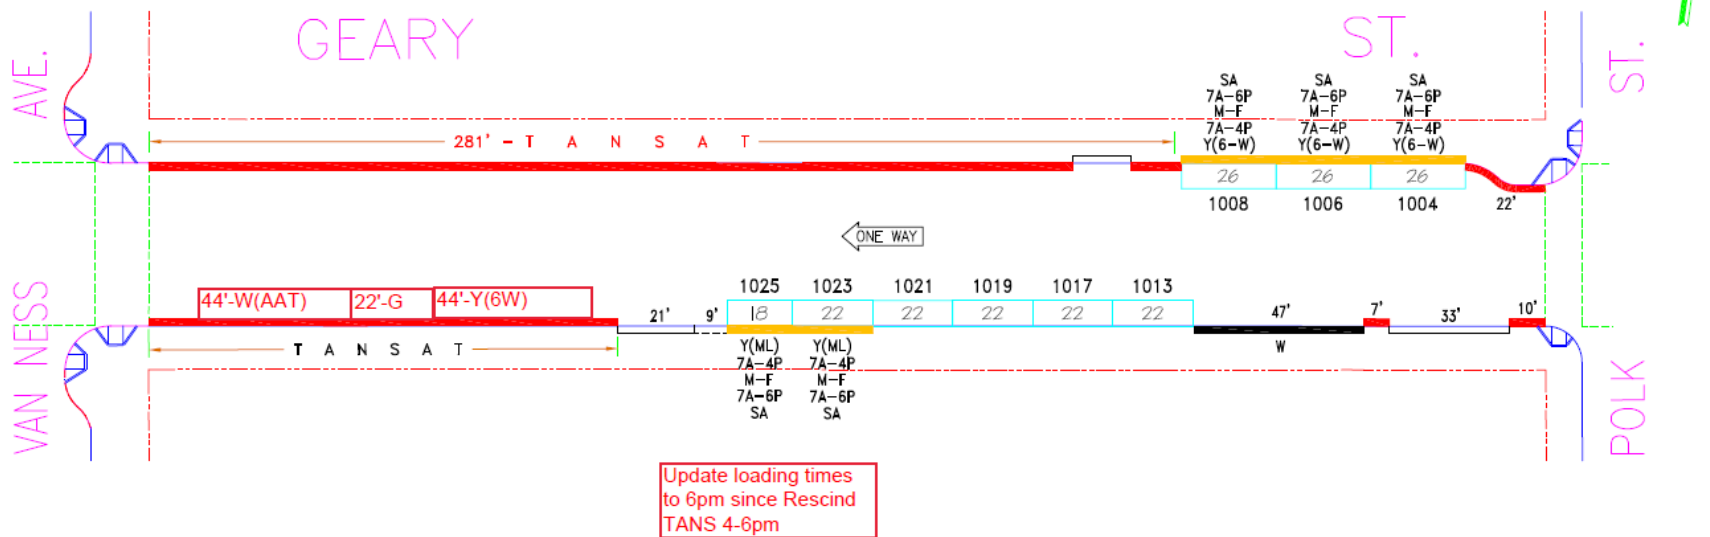 GEARY ST.
AVE.
ST.
281' - T A N S A T
SA SA SA
7A-6P 7A-6P 7A-6P
M-F M-F M-F
7A-4P 7A-4P 7A-4P
Y(6-W) Y(6-W) Y(6-W)
26 26 26
1008 1006 1004 22'
ONE WAY
44'-W(AAT) 22'-G 44'-Y(6W)
21' 9' 1025 1023 1021 1019 1017 1013 47' 7' 33' 10'
18 22 22 22 22 22
T A N S A T
W
Y(ML) Y(ML)
7A-4P 7A-4P
M-F M-F
7A-6P 7A-6P
SA SA
VAN NESS
POLK
Update loading times
to 6pm since Rescind
TANS 4-6pm